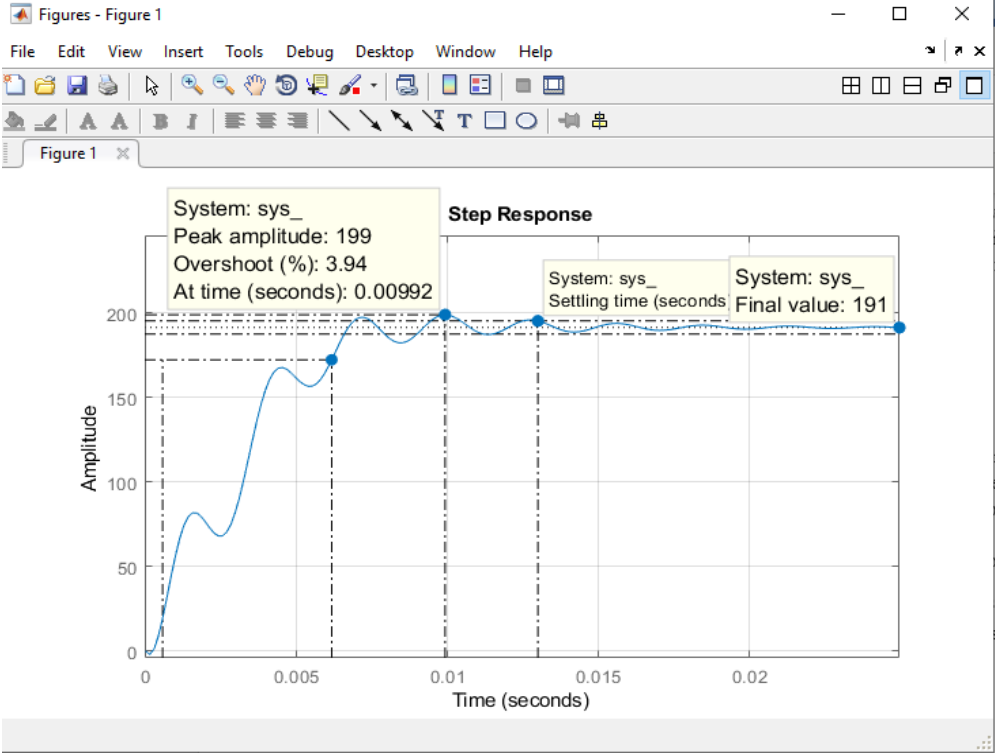 Figures - Figure 1
File Edit View Insert Tools Debug Desktop Window Help
Figure 1
Step Response
System: sys_
Peak amplitude: 199
Overshoot (%): 3.94
At time (seconds): 0.00992
System: sys_
Settling time (seconds
System: sys_
Final value: 191
Amplitude
200
150
100
50
0
0 0.005 0.01 0.015 0.02
Time (seconds)